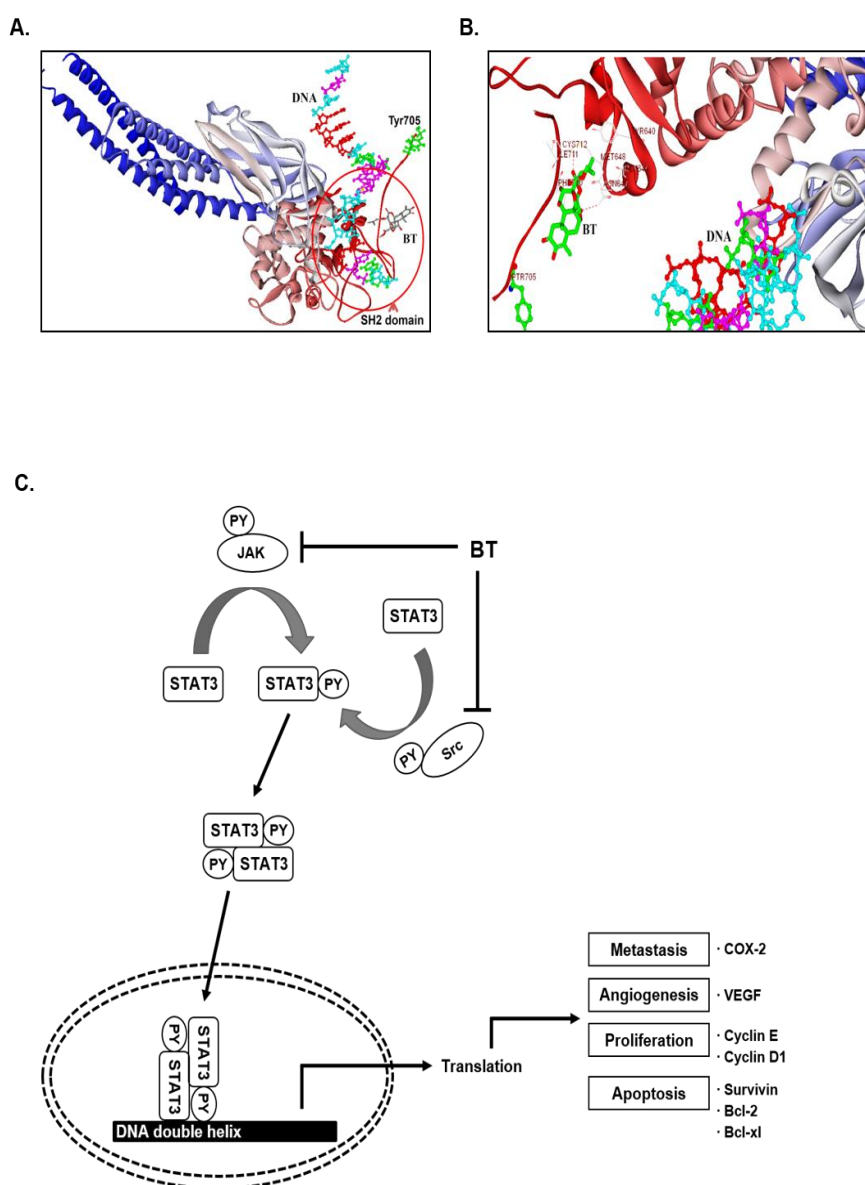 A.
DNA
Tyr705
BT
SH2 domain
B.
CYS712
MET648
BT
DNA
C.
PY
JAK
BT
STAT3
STAT3
STAT3 PY
PY Src
STAT3 PY
PY STAT3
PY STAT3
STAT3 PY
DNA double helix
Translation
Metastasis · COX-2
Angiogenesis · VEGF
Proliferation · Cyclin E
· Cyclin D1
Apoptosis · Survivin
· Bcl-2
· Bcl-xl